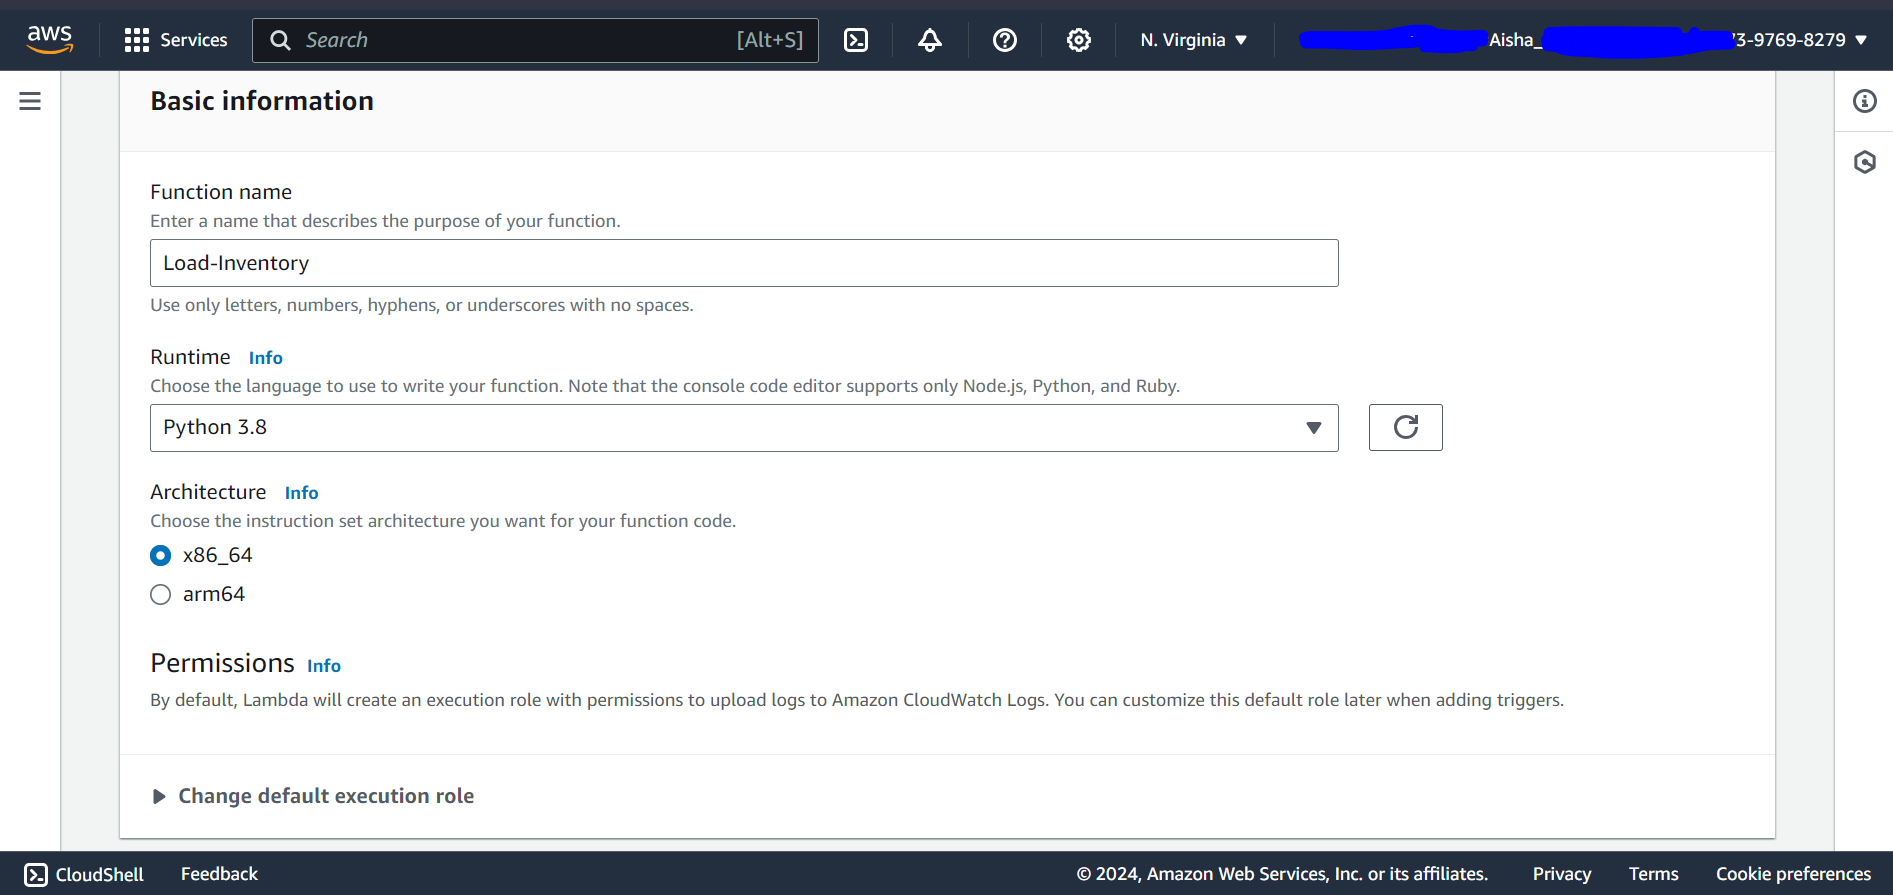 aws
Services
Search
[Alt+S]
N. Virginia
Aisha_
3-9769-8279
Basic information
Function name
Enter a name that describes the purpose of your function.
Load-Inventory
Use only letters, numbers, hyphens, or underscores with no spaces.
Runtime Info
Choose the language to use to write your function. Note that the console code editor supports only Node.js, Python, and Ruby.
Python 3.8
Architecture Info
Choose the instruction set architecture you want for your function code.
x86_64
arm64
Permissions Info
By default, Lambda will create an execution role with permissions to upload logs to Amazon CloudWatch Logs. You can customize this default role later when adding triggers.
Change default execution role
CloudShell
Feedback
© 2024, Amazon Web Services, Inc. or its affiliates.
Privacy
Terms
Cookie preferences